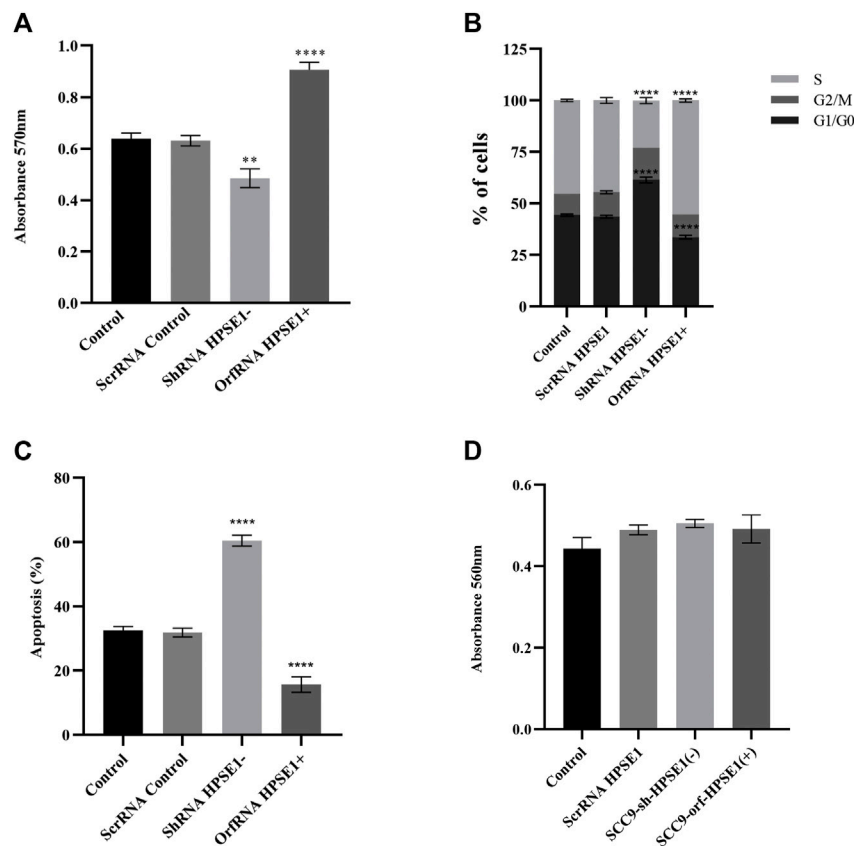 A
Absorbance 570nm
1.0
0.8
0.6
0.4
0.2
0.0
**
****
Control
ScrRNA Control
ShRNA HPSE1-
OrfRNA HPSE1+
B
% of cells
125
100
75
50
25
0
****
****
****
****
Control
ScrRNA HPSE1
ShRNA HPSE1-
OrfRNA HPSE1+
S
G2/M
G1/G0
C
Apoptosis (%)
80
60
40
20
0
****
****
Control
ScrRNA Control
ShRNA HPSE1-
OrfRNA HPSE1+
D
Absorbance 560nm
0.6
0.4
0.2
0.0
Control
ScrRNA HPSE1
SCC9-sh-HPSE1(-)
SCC9-orf-HPSE1(+)